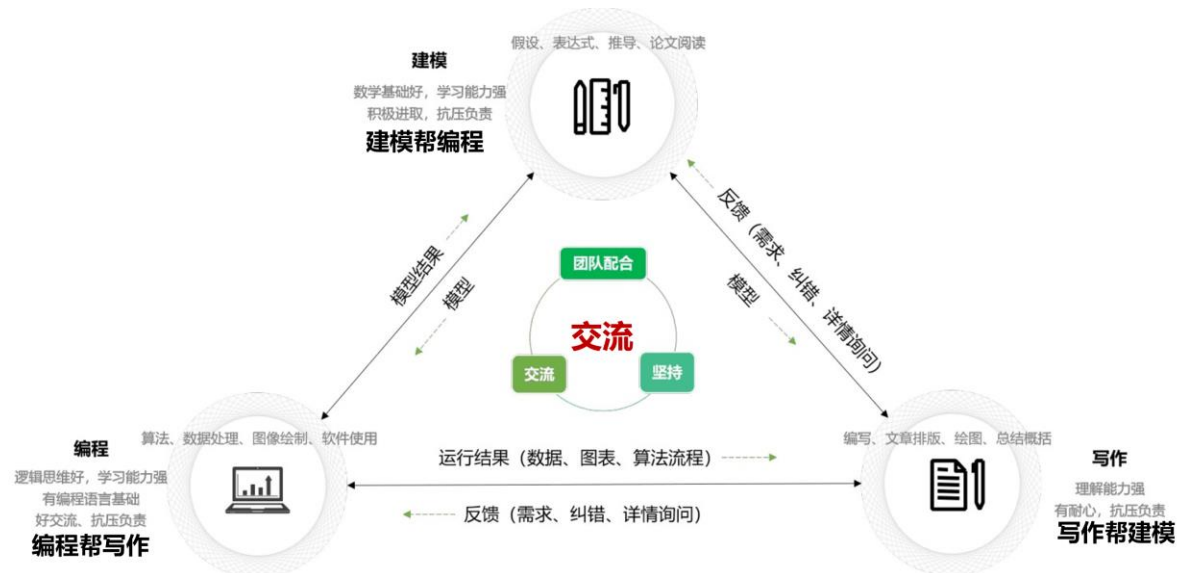 假设、表达式、推导、论文阅读
建模
数学基础好，学习能力强
积极进取，抗压负责
建模帮编程
模型结果
模型
反馈（需求、纠错、详情询问）
模型
团队配合
交流
交流
坚持
算法、数据处理、图像绘制、软件使用
编程
逻辑思维好，学习能力强
有编程语言基础
好交流、抗压负责
编程帮写作
运行结果（数据、图表、算法流程）
反馈（需求、纠错、详情询问）
编写、文章排版、绘图、总结概括
写作
理解能力强
有耐心，抗压负责
写作帮建模